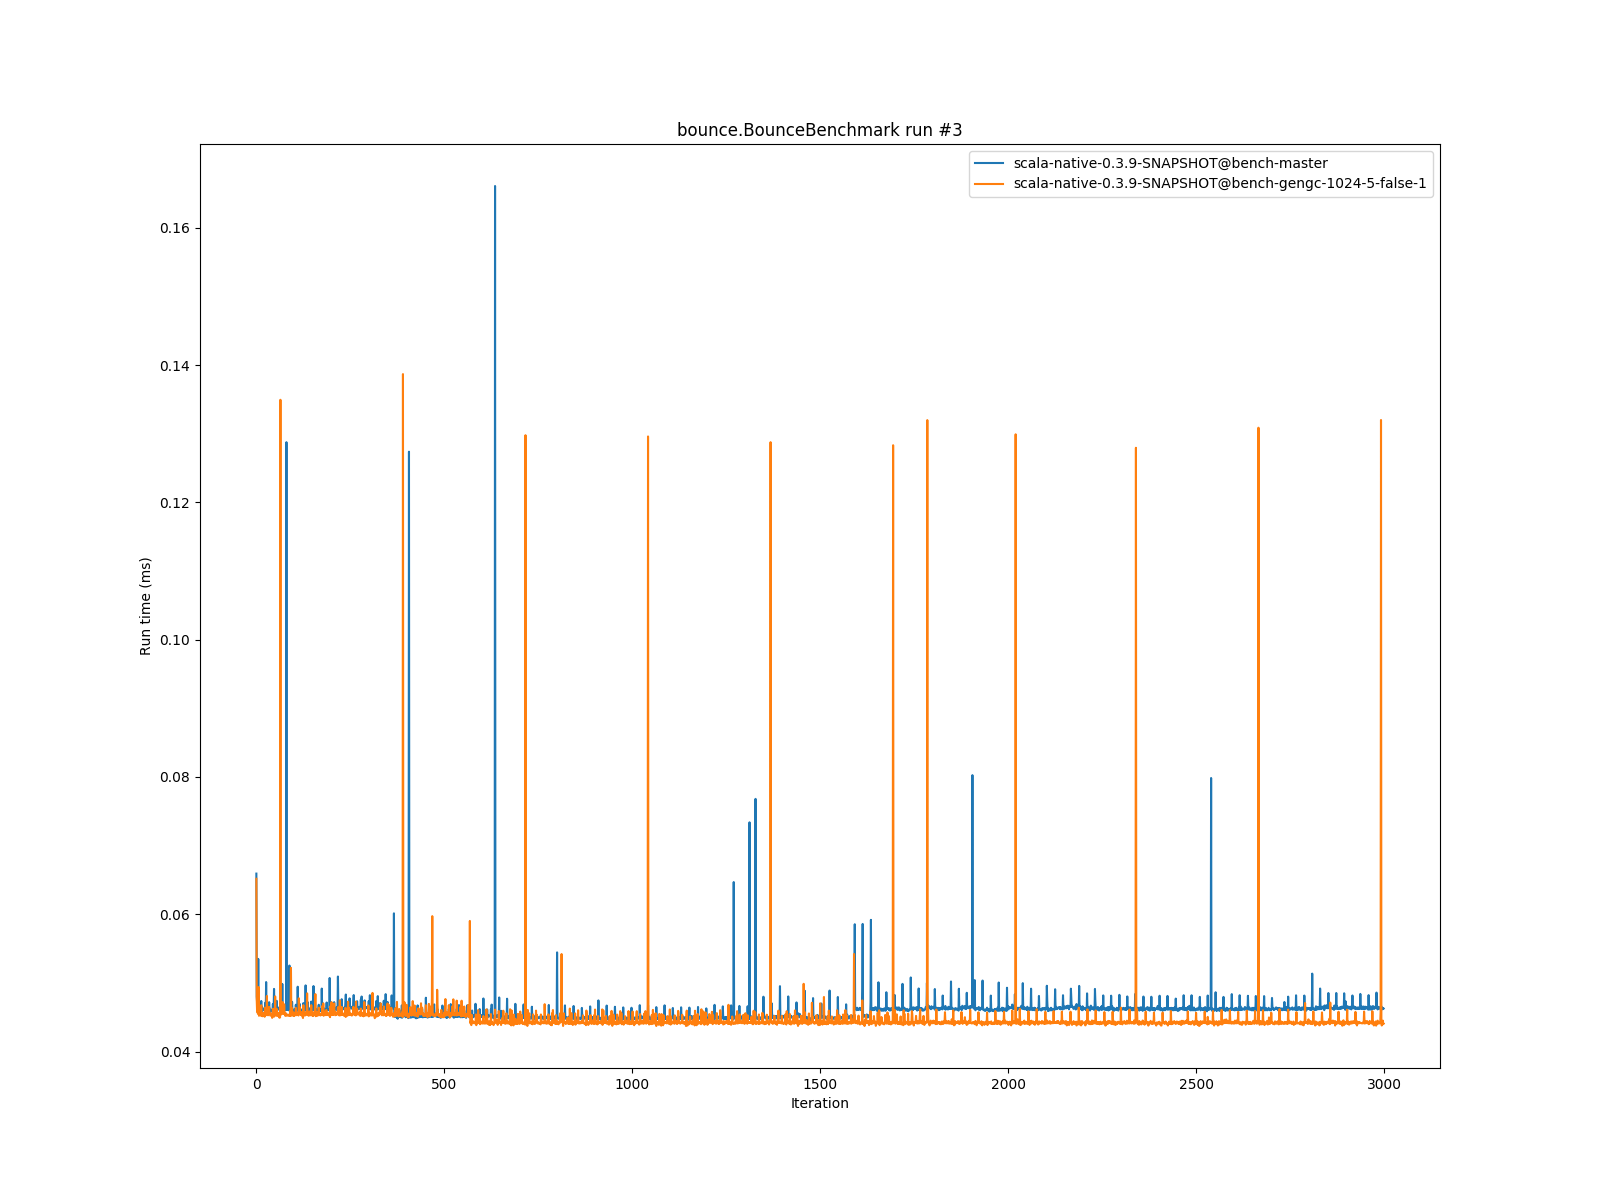 bounce.BounceBenchmark run #3
scala-native-0.3.9-SNAPSHOT@bench-master
scala-native-0.3.9-SNAPSHOT@bench-gengc-1024-5-false-1
0.16
0.14
0.12
0.10
0.08
0.06
0.04
Run time (ms)
0 500 1000 1500 2000 2500 3000
Iteration